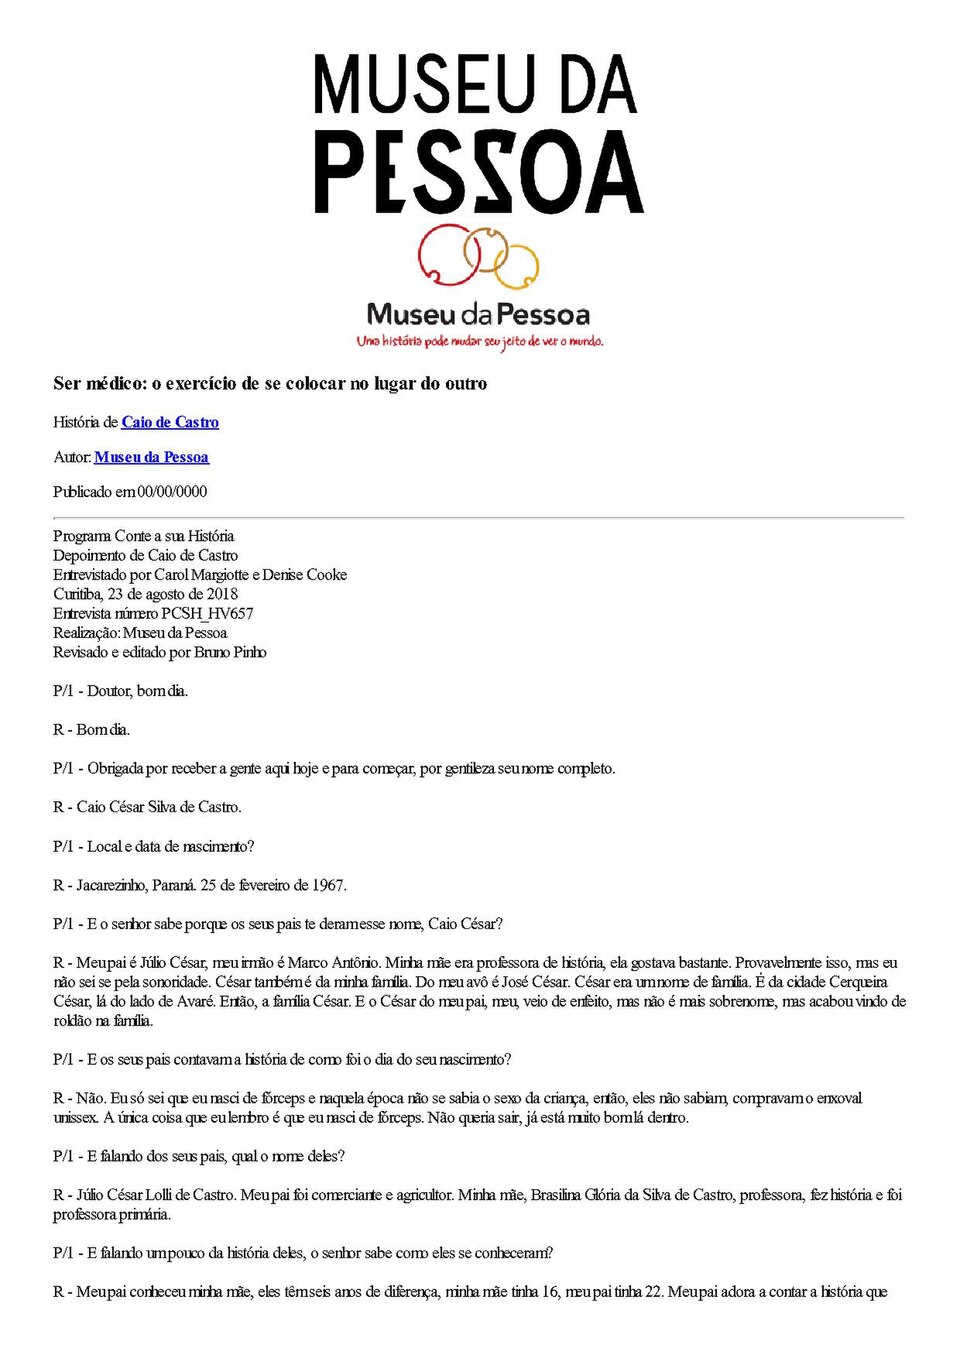 MUSEU DA
PESSOA
Museu da Pessoa
Uma história pode mudar seu jeito de ver o mundo.
Ser médico: o exercício de se colocar no lugar do outro
História de Caio de Castro
Autor: Museu da Pessoa
Publicado em 00/00/0000
Programa Conte a sua História
Depoimento de Caio de Castro
Entrevistado por Carol Margiotte e Denise Cooke
Curitiba, 23 de agosto de 2018
Entrevista número PCSH_HV657
Realização: Museu da Pessoa
Revisado e editado por Bruno Pinho
P/1 - Doutor, bom dia.
R - Bom dia.
P/1 - Obrigada por receber a gente aqui hoje e para começar, por gentileza seu nome completo.
R - Caio César Silva de Castro.
P/1 - Local e data de nascimento?
R - Jacarezinho, Paraná. 25 de fevereiro de 1967.
P/1 - E o senhor sabe porque os seus pais te deram esse nome, Caio César?
R - Meu pai é Júlio César, meu irmão é Marco Antônio. Minha mãe era professora de história, ela gostava bastante. Provavelmente isso, mas eu
não sei se pela sonoridade. César também é da minha família. Do meu avô é José César. César era um nome de família. É da cidade Cerqueira
César, lá do lado de Avaré. Então, a família César. E o César do meu pai, meu, veio de enfeito, mas não é mais sobrenome, mas acabou vindo de
roldão na família.
P/1 - E os seus pais contavam a história de como foi o dia do seu nascimento?
R - Não. Eu só sei que eu nasci de fórceps e naquela época não se sabia o sexo da criança, então, eles não sabiam, compravam o enxoval
unissex. A única coisa que eu lembro é que eu nasci de fórceps. Não queria sair, já está muito bom lá dentro.
P/1 - E falando dos seus pais, qual o nome deles?
R - Júlio César Lolli de Castro. Meu pai foi comerciante e agricultor. Minha mãe, Brasilina Glória da Silva de Castro, professora, fez história e foi
professora primária.
P/1 - E falando um pouco da história deles, o senhor sabe como eles se conheceram?
R - Meu pai conheceu minha mãe, eles têm seis anos de diferença, minha mãe tinha 16, meu pai tinha 22. Meu pai adora a contar a história que